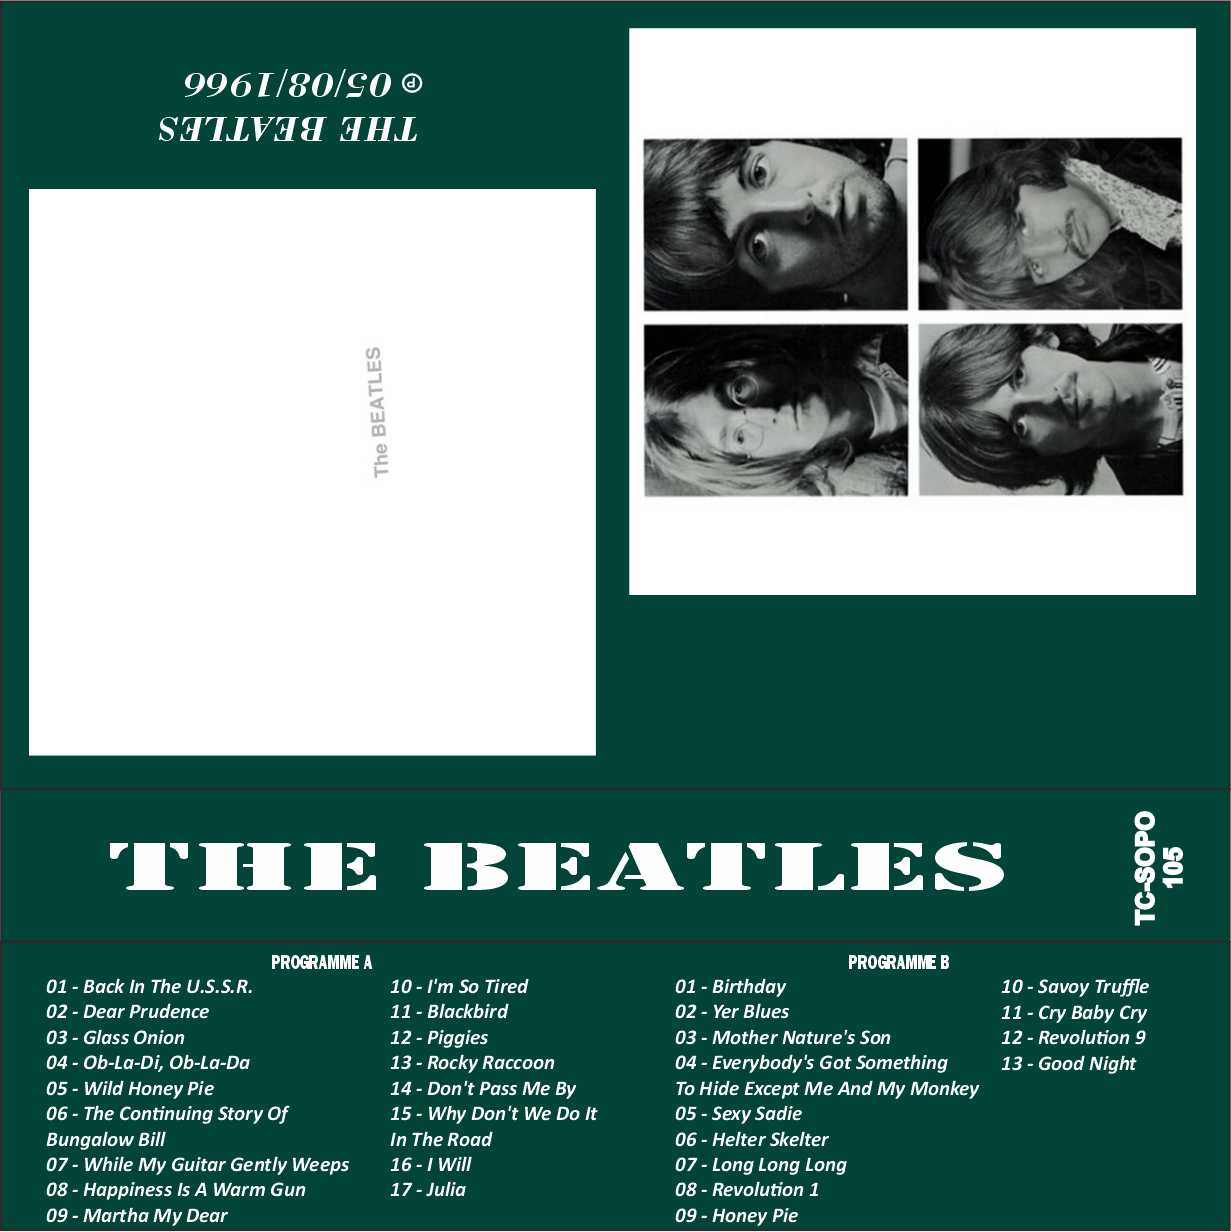 THE BEATLES
℗ 05/08/1966
The BEATLES
THE BEATLES
TC-SOPO
105
PROGRAMME A
01 - Back In The U.S.S.R.
02 - Dear Prudence
03 - Glass Onion
04 - Ob-La-Di, Ob-La-Da
05 - Wild Honey Pie
06 - The Continuing Story Of
Bungalow Bill
07 - While My Guitar Gently Weeps
08 - Happiness Is A Warm Gun
09 - Martha My Dear
10 - I'm So Tired
11 - Blackbird
12 - Piggies
13 - Rocky Raccoon
14 - Don't Pass Me By
15 - Why Don't We Do It
In The Road
16 - I Will
17 - Julia
PROGRAMME B
01 - Birthday
02 - Yer Blues
03 - Mother Nature's Son
04 - Everybody's Got Something
To Hide Except Me And My Monkey
05 - Sexy Sadie
06 - Helter Skelter
07 - Long Long Long
08 - Revolution 1
09 - Honey Pie
10 - Savoy Truffle
11 - Cry Baby Cry
12 - Revolution 9
13 - Good Night